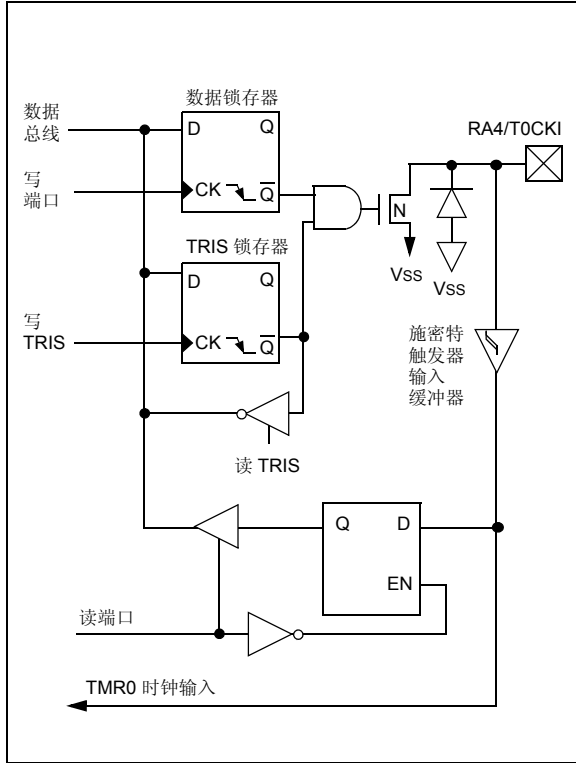 数据锁存器
数据
总线
D
Q
RA4/T0CKI
写
端口
CK
Q
N
VSS
VSS
TRIS 锁存器
D
Q
写
TRIS
CK
Q
施密特
触发器
输入
缓冲器
读 TRIS
Q
D
EN
读端口
TMR0 时钟输入